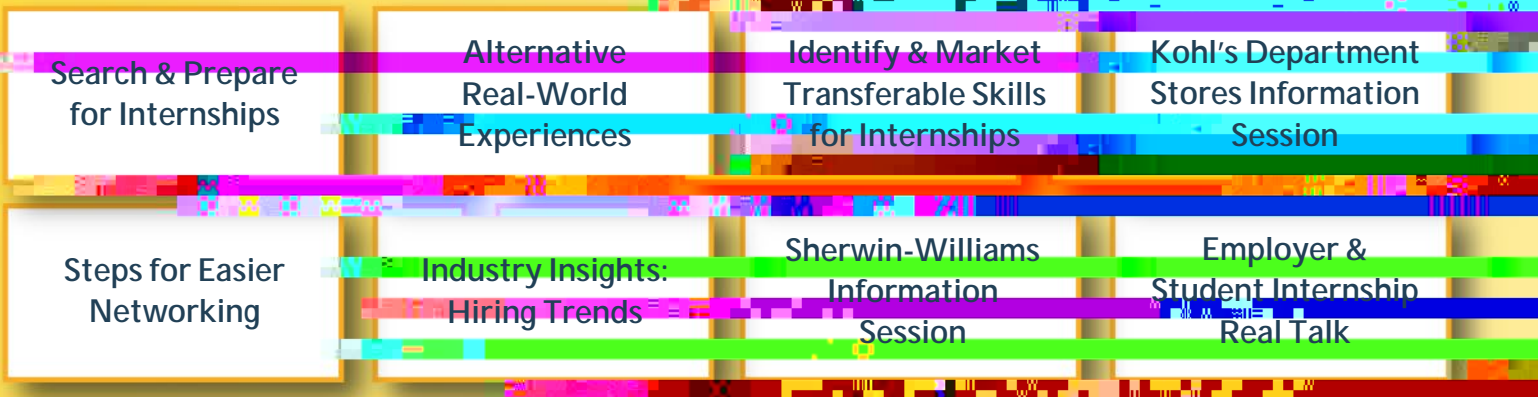 Search & Prepare
for Internships
Alternative
Real-World
Experiences
Identify & Market
Transferable Skills
for Internships
Kohl's Department
Stores Information
Session
Steps for Easier
Networking
Industry Insights:
Hiring Trends
Sherwin-Williams
Information
Session
Employer &
Student Internship
Real Talk